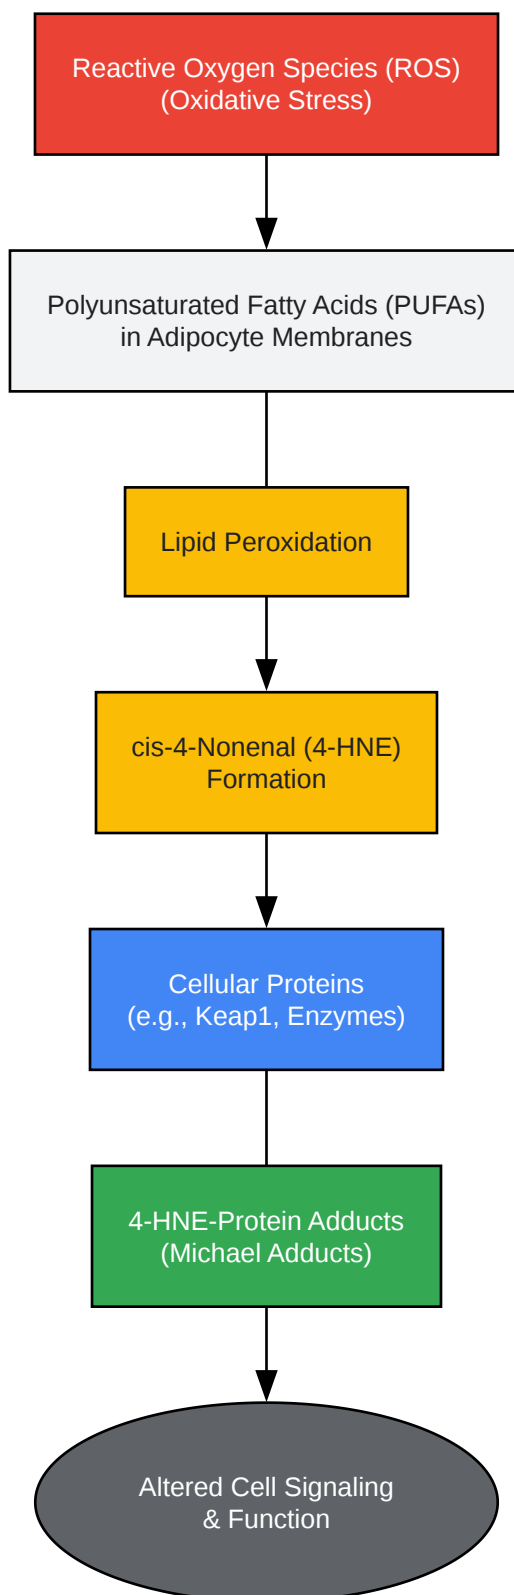 Reactive Oxygen Species (ROS)
(Oxidative Stress)
Polyunsaturated Fatty Acids (PUFAs)
in Adipocyte Membranes
Lipid Peroxidation
cis-4-Nonenal (4-HNE)
Formation
Cellular Proteins
(e.g., Keap1, Enzymes)
4-HNE-Protein Adducts
(Michael Adducts)
Altered Cell Signaling
& Function